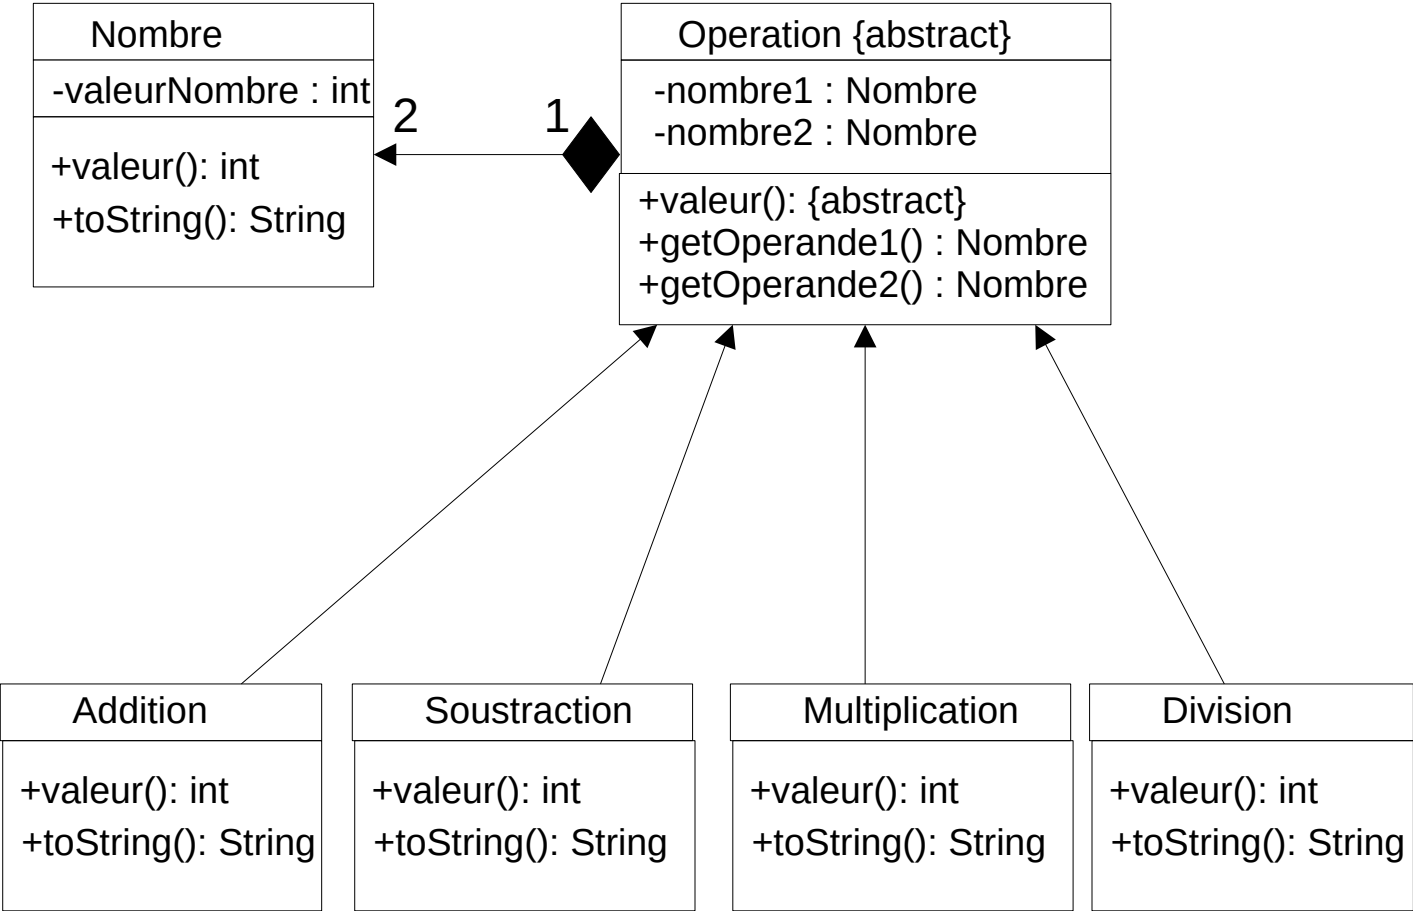 Nombre
-valeurNombre : int
+valeur(): int
+toString(): String
2
1
Operation {abstract}
-nombre1 : Nombre
-nombre2 : Nombre
+valeur(): {abstract}
+getOperande1() : Nombre
+getOperande2() : Nombre
Addition
+valeur(): int
+toString(): String
Soustraction
+valeur(): int
+toString(): String
Multiplication
+valeur(): int
+toString(): String
Division
+valeur(): int
+toString(): String